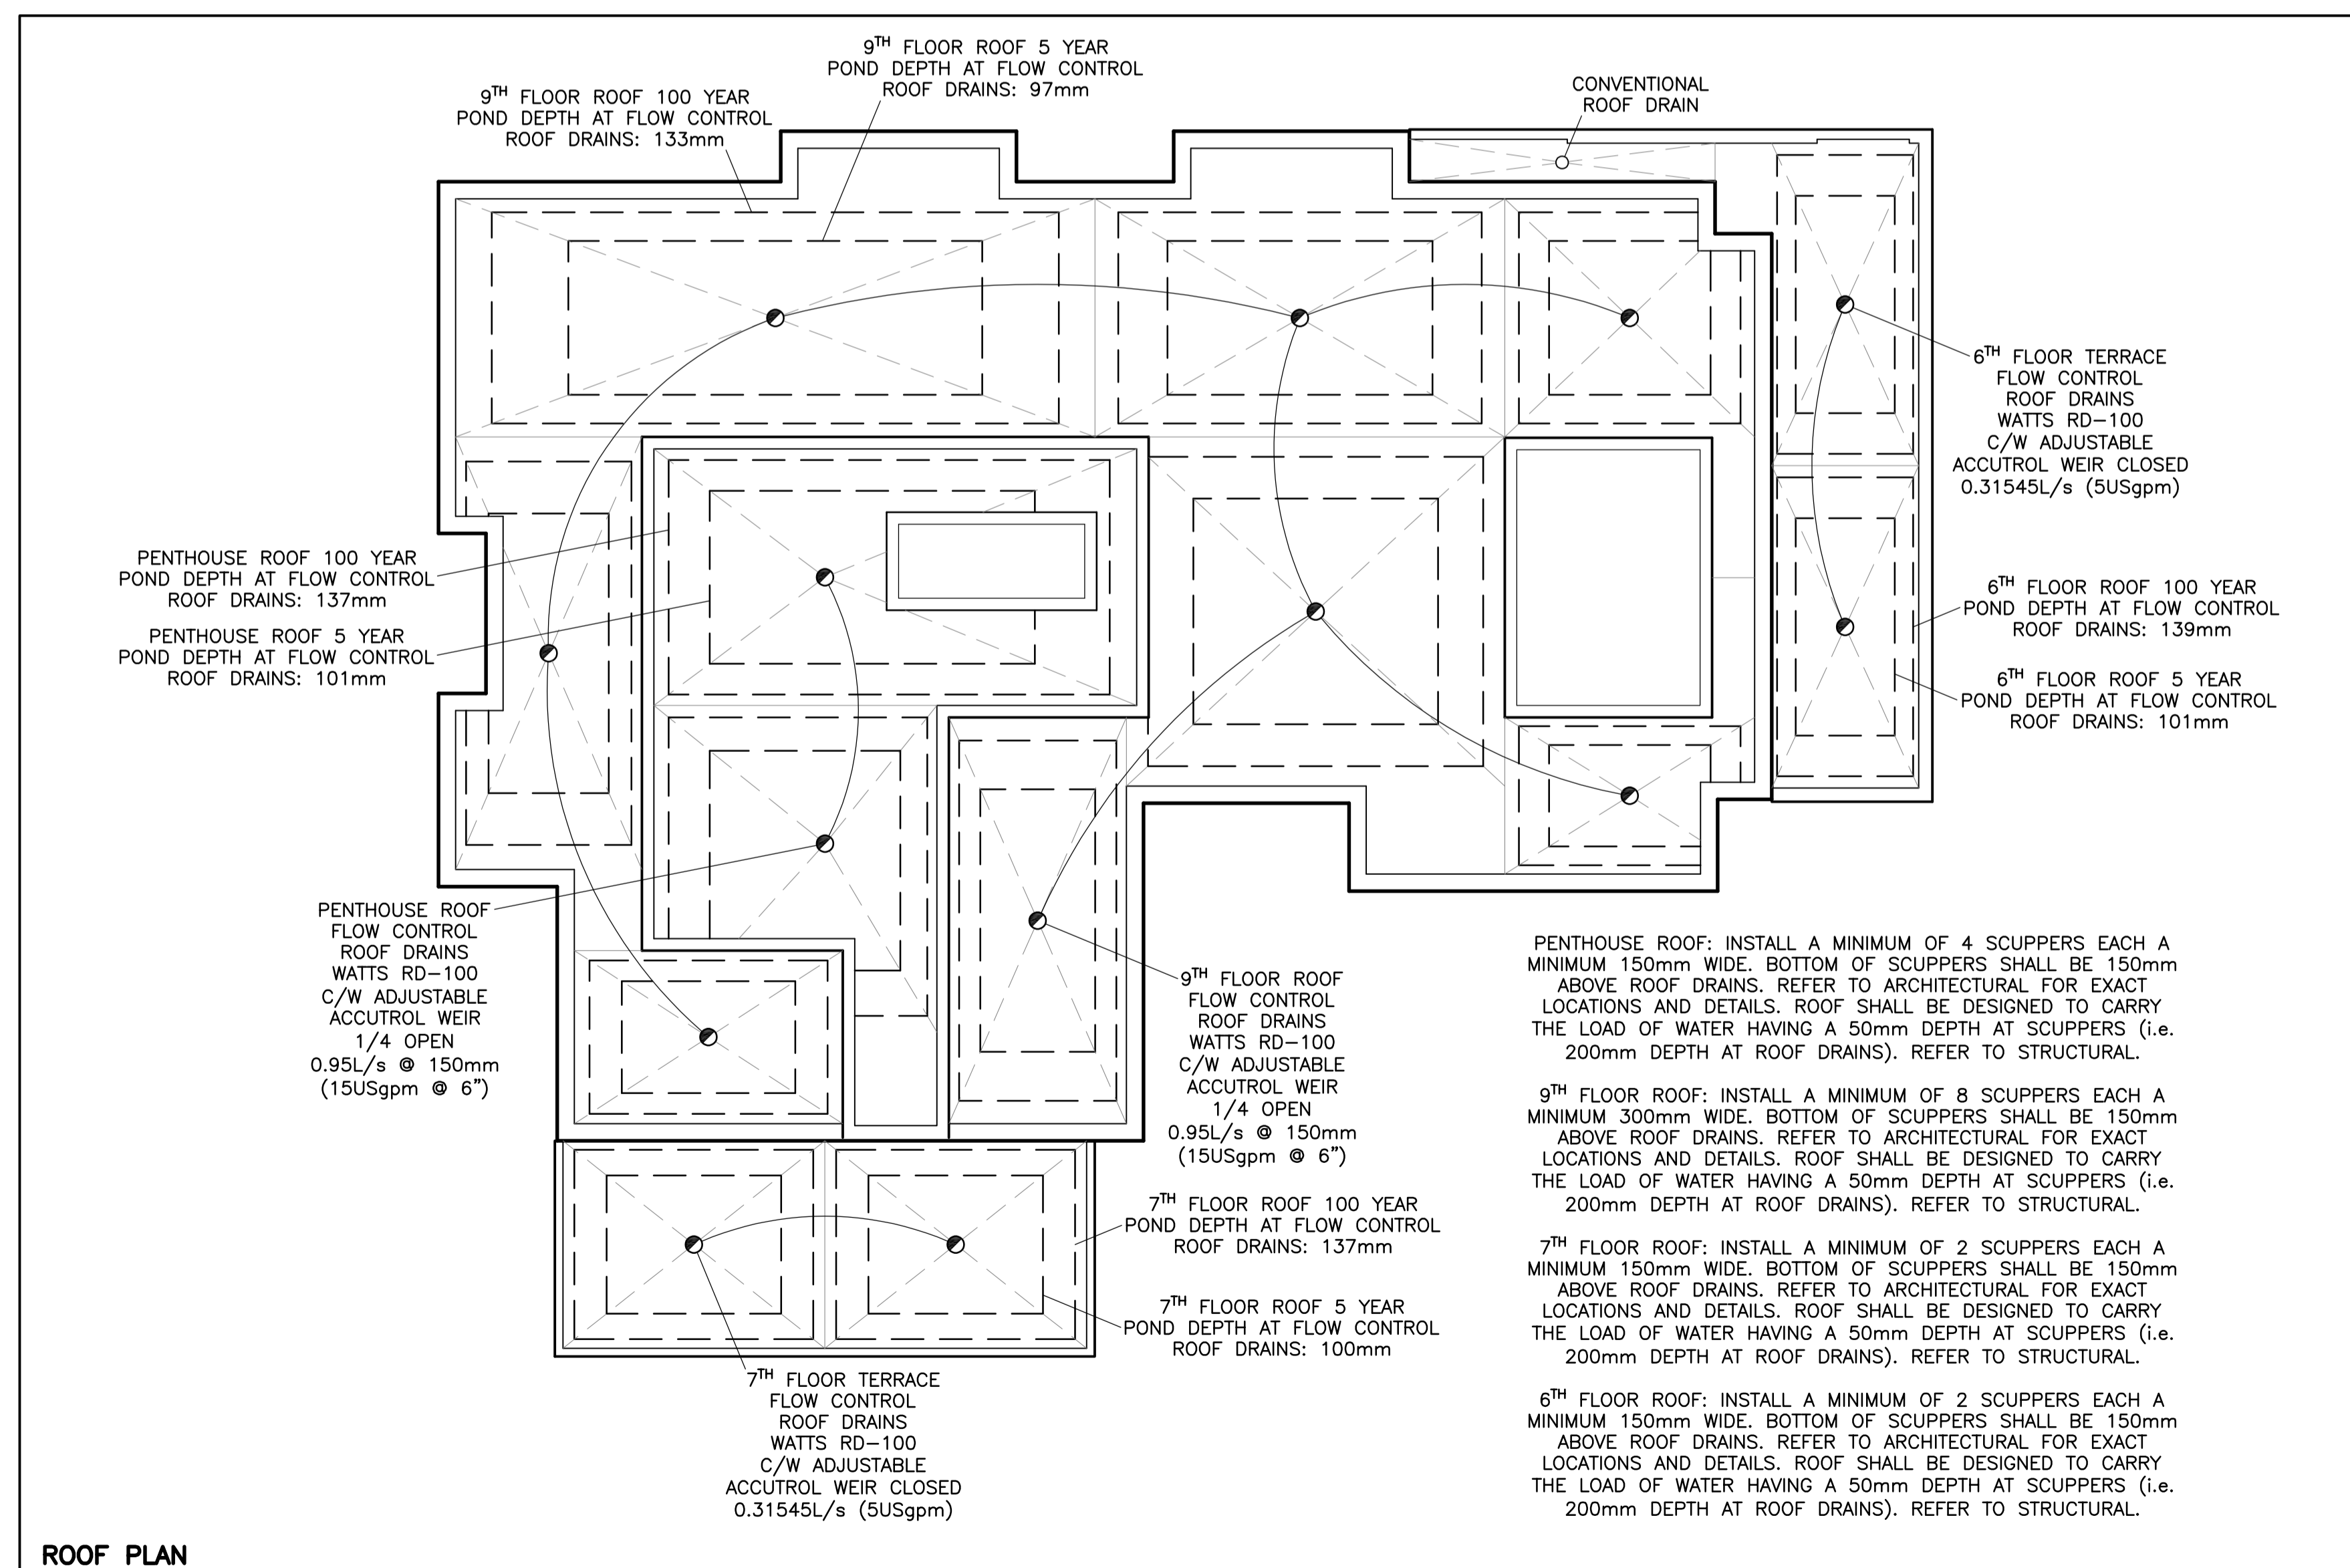 9TH FLOOR ROOF 5 YEAR
POND DEPTH AT FLOW CONTROL
ROOF DRAINS: 97mm
9TH FLOOR ROOF 100 YEAR
POND DEPTH AT FLOW CONTROL
ROOF DRAINS: 133mm
CONVENTIONAL
ROOF DRAIN
6TH FLOOR TERRACE
FLOW CONTROL
ROOF DRAINS
WATTS RD-100
C/W ADJUSTABLE
ACCUTROL WEIR CLOSED
0.31545L/s (5USgpm)
PENTHOUSE ROOF 100 YEAR
POND DEPTH AT FLOW CONTROL
ROOF DRAINS: 137mm
PENTHOUSE ROOF 5 YEAR
POND DEPTH AT FLOW CONTROL
ROOF DRAINS: 101mm
6TH FLOOR ROOF 100 YEAR
POND DEPTH AT FLOW CONTROL
ROOF DRAINS: 139mm
6TH FLOOR ROOF 5 YEAR
POND DEPTH AT FLOW CONTROL
ROOF DRAINS: 101mm
PENTHOUSE ROOF
FLOW CONTROL
ROOF DRAINS
WATTS RD-100
C/W ADJUSTABLE
ACCUTROL WEIR
1/4 OPEN
0.95L/s @ 150mm
(15USgpm @ 6")
9TH FLOOR ROOF
FLOW CONTROL
ROOF DRAINS
WATTS RD-100
C/W ADJUSTABLE
ACCUTROL WEIR
1/4 OPEN
0.95L/s @ 150mm
(15USgpm @ 6")
7TH FLOOR ROOF 100 YEAR
POND DEPTH AT FLOW CONTROL
ROOF DRAINS: 137mm
7TH FLOOR ROOF 5 YEAR
POND DEPTH AT FLOW CONTROL
ROOF DRAINS: 100mm
7TH FLOOR TERRACE
FLOW CONTROL
ROOF DRAINS
WATTS RD-100
C/W ADJUSTABLE
ACCUTROL WEIR CLOSED
0.31545L/s (5USgpm)
PENTHOUSE ROOF: INSTALL A MINIMUM OF 4 SCUPPERS EACH A
MINIMUM 150mm WIDE. BOTTOM OF SCUPPERS SHALL BE 150mm
ABOVE ROOF DRAINS. REFER TO ARCHITECTURAL FOR EXACT
LOCATIONS AND DETAILS. ROOF SHALL BE DESIGNED TO CARRY
THE LOAD OF WATER HAVING A 50mm DEPTH AT SCUPPERS (i.e.
200mm DEPTH AT ROOF DRAINS). REFER TO STRUCTURAL.
9TH FLOOR ROOF: INSTALL A MINIMUM OF 8 SCUPPERS EACH A
MINIMUM 300mm WIDE. BOTTOM OF SCUPPERS SHALL BE 150mm
ABOVE ROOF DRAINS. REFER TO ARCHITECTURAL FOR EXACT
LOCATIONS AND DETAILS. ROOF SHALL BE DESIGNED TO CARRY
THE LOAD OF WATER HAVING A 50mm DEPTH AT SCUPPERS (i.e.
200mm DEPTH AT ROOF DRAINS). REFER TO STRUCTURAL.
7TH FLOOR ROOF: INSTALL A MINIMUM OF 2 SCUPPERS EACH A
MINIMUM 150mm WIDE. BOTTOM OF SCUPPERS SHALL BE 150mm
ABOVE ROOF DRAINS. REFER TO ARCHITECTURAL FOR EXACT
LOCATIONS AND DETAILS. ROOF SHALL BE DESIGNED TO CARRY
THE LOAD OF WATER HAVING A 50mm DEPTH AT SCUPPERS (i.e.
200mm DEPTH AT ROOF DRAINS). REFER TO STRUCTURAL.
6TH FLOOR ROOF: INSTALL A MINIMUM OF 2 SCUPPERS EACH A
MINIMUM 150mm WIDE. BOTTOM OF SCUPPERS SHALL BE 150mm
ABOVE ROOF DRAINS. REFER TO ARCHITECTURAL FOR EXACT
LOCATIONS AND DETAILS. ROOF SHALL BE DESIGNED TO CARRY
THE LOAD OF WATER HAVING A 50mm DEPTH AT SCUPPERS (i.e.
200mm DEPTH AT ROOF DRAINS). REFER TO STRUCTURAL.
ROOF PLAN